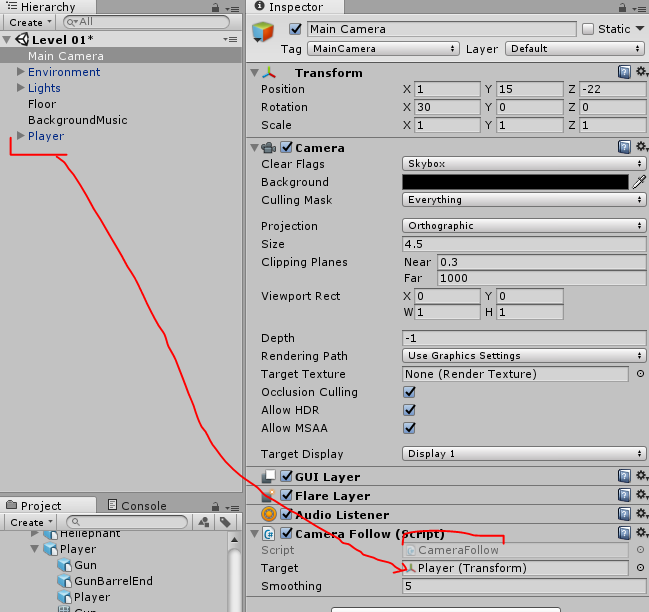 Hierarchy
Create
All
Level 01*
Main Camera
Environment
Lights
Floor
BackgroundMusic
Player
Project
Console
Create
Hellephant
Player
Gun
GunBarrelEnd
Player
Gun
Inspector
Main Camera
Static
Tag MainCamera Layer Default
Transform
Position X 1 Y 15 Z -22
Rotation X 30 Y 0 Z 0
Scale X 1 Y 1 Z 1
Camera
Clear Flags Skybox
Background
Culling Mask Everything
Projection Orthographic
Size 4.5
Clipping Planes Near 0.3
Far 1000
Viewport Rect X 0 Y 0
W 1 H 1
Depth -1
Rendering Path Use Graphics Settings
Target Texture None (Render Texture)
Occlusion Culling
Allow HDR
Allow MSAA
Target Display Display 1
GUI Layer
Flare Layer
Audio Listener
Camera Follow (Script)
Script CameraFollow
Target Player (Transform)
Smoothing 5